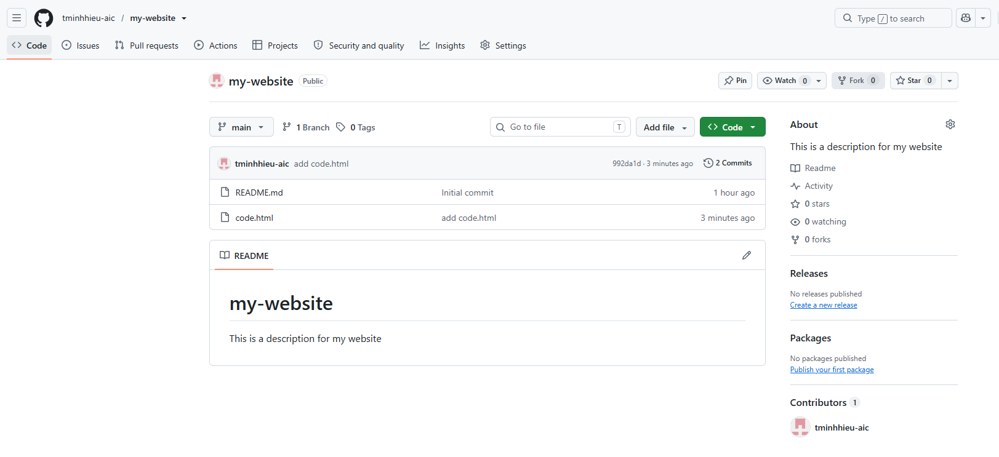 tminhhieu-aic / my-website
Type / to search
Code Issues Pull requests Actions Projects Security and quality Insights Settings
my-website Public
Pin Watch 0 Fork 0 Star 0
main 1 Branch 0 Tags Go to file T Add file Code
tminhhieu-aic add code.html 992da1d · 3 minutes ago 2 Commits
README.md Initial commit 1 hour ago
code.html add code.html 3 minutes ago
README
my-website
This is a description for my website
About
This is a description for my website
Readme
Activity
0 stars
0 watching
0 forks
Releases
No releases published
Create a new release
Packages
No packages published
Publish your first package
Contributors 1
tminhhieu-aic